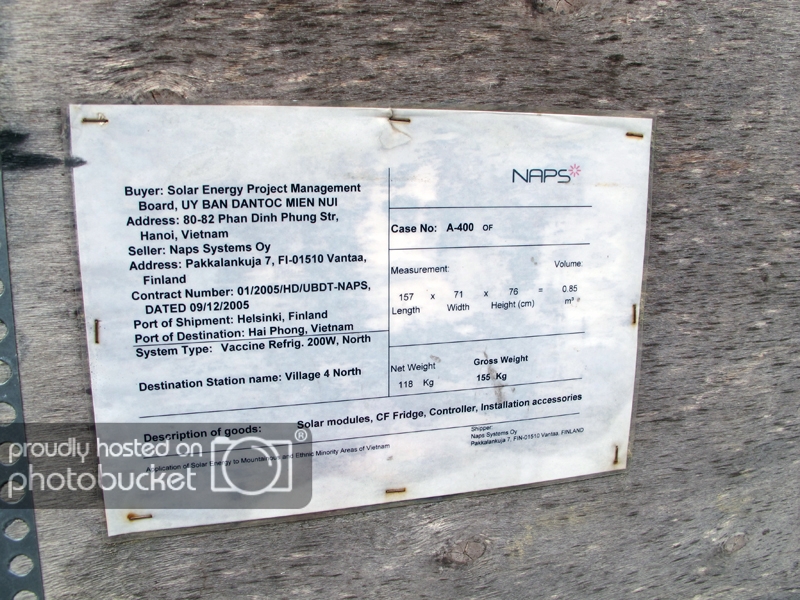 NAPS
Buyer: Solar Energy Project Management
Board, UY BAN DANTOC MIEN NUI
Address: 80-82 Phan Dinh Phung Str,
Hanoi, Vietnam
Seller: Naps Systems Oy
Address: Pakkalankuja 7, FI-01510 Vantaa,
Finland
Contract Number: 01/2005/HD/UBDT-NAPS,
DATED 09/12/2005
Port of Shipment: Helsinki, Finland
Port of Destination: Hai Phong, Vietnam
System Type: Vaccine Refrig. 200W, North
Destination Station name: Village 4 North
Case No: A-400 OF
Measurement: Volume:
157 x 71 x 76 = 0.85
Length Width Height (cm) m³
Net Weight Gross Weight
118 Kg 155 Kg
Description of goods: Solar modules, CF Fridge, Controller, Installation accessories
Application of Solar Energy to Mountainous and Ethnic Minority Areas of Vietnam
Shipper:
Naps Systems Oy
Pakkalankuja 7, FIN-01510 Vantaa. FINLAND
proudly hosted on
photobucket ®